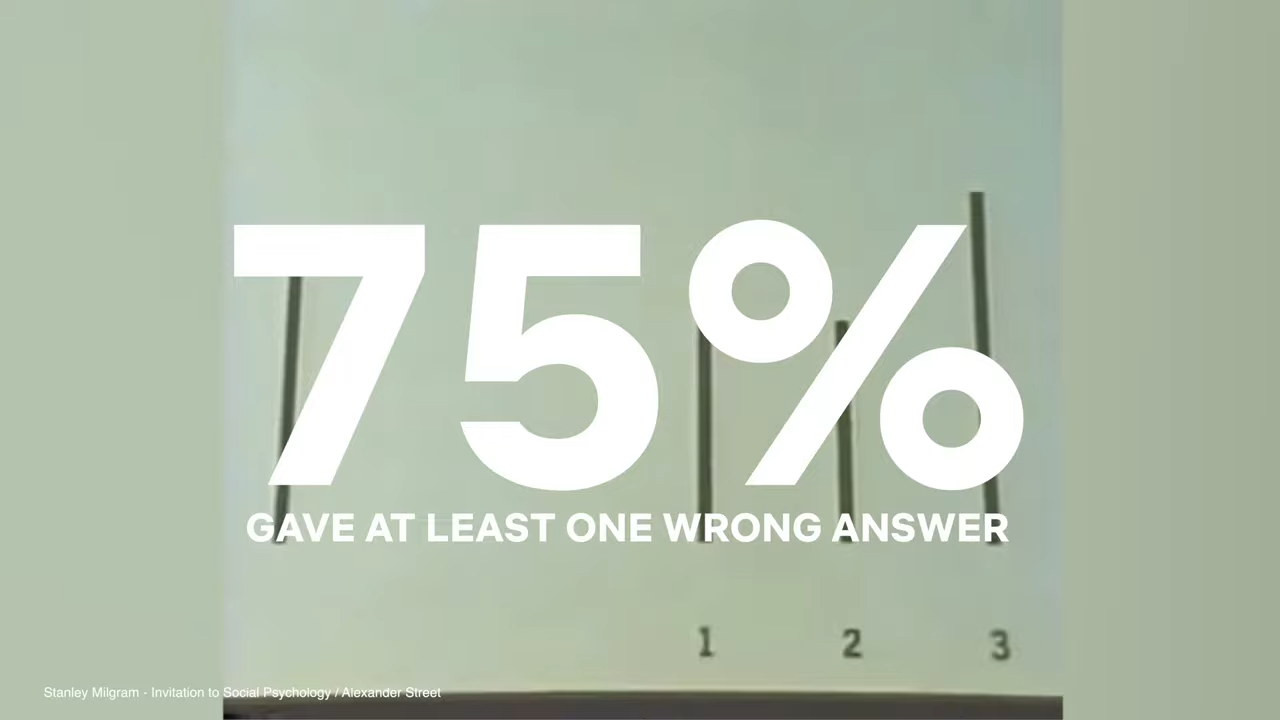 75%
GAVE AT LEAST ONE WRONG ANSWER
1 2 3
Stanley Milgram - Invitation to Social Psychology / Alexander Street